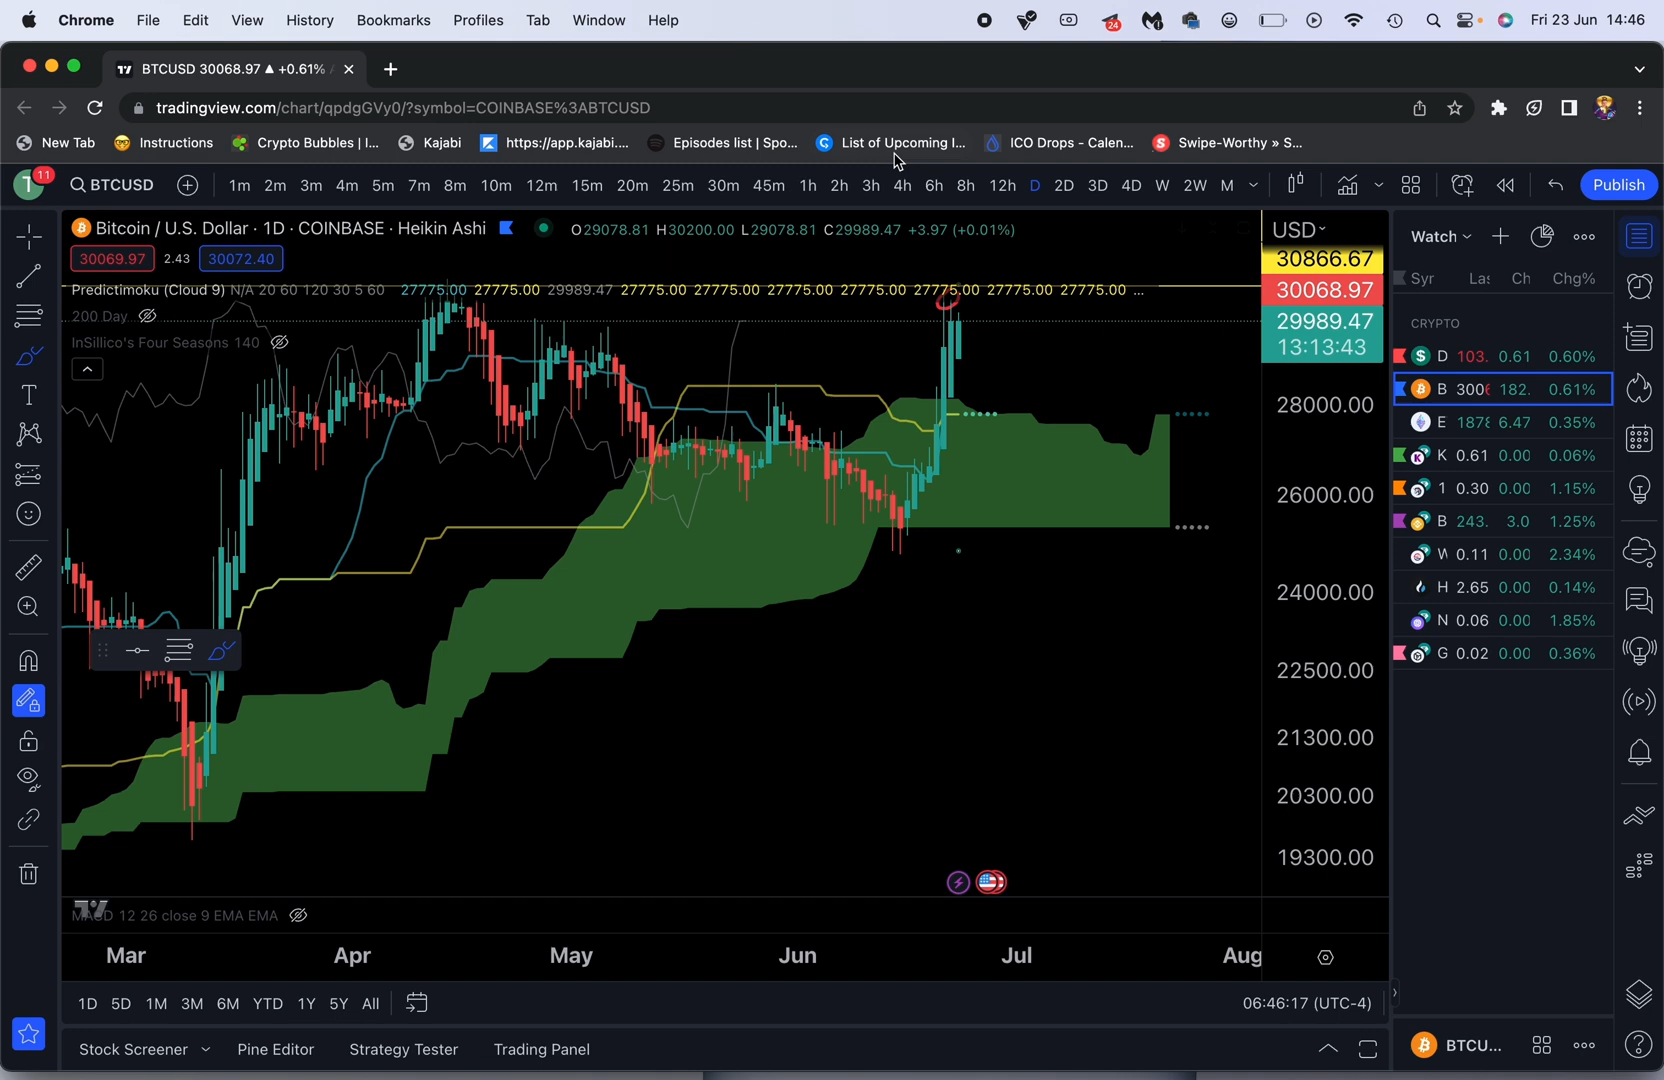 Chrome File Edit View History Bookmarks Profiles Tab Window Help 24 Fri 23 Jun 14:46
BTCUSD 30068.97 ▲ +0.61%
tradingview.com/chart/qpdgGVy0/?symbol=COINBASE%3ABTCUSD
New Tab Instructions Crypto Bubbles | I... Kajabi https://app.kajabi.... Episodes list | Spo... List of Upcoming I... ICO Drops - Calen... Swipe-Worthy » S...
T 11 BTCUSD 1m 2m 3m 4m 5m 7m 8m 10m 12m 15m 20m 25m 30m 45m 1h 2h 3h 4h 6h 8h 12h D 2D 3D 4D W 2W M Publish
Bitcoin / U.S. Dollar · 1D · COINBASE · Heikin Ashi O29078.81 H30200.00 L29078.81 C29989.47 +3.97 (+0.01%)
USD
Watch
30069.97 2.43 30072.40
30866.67
Predictimoku (Cloud 9) N/A 20 60 120 30 5 60 27775.00 27775.00 29989.47 27775.00 27775.00 27775.00 27775.00 27775.00 27775.00 27775.00 ...
30068.97
200 Day
29989.47
InSillico's Four Seasons 140
13:13:43
28000.00
26000.00
24000.00
22500.00
21300.00
20300.00
19300.00
Syr Las Ch Chg%
CRYPTO
D 103. 0.61 0.60%
B 3006 182. 0.61%
E 1878 6.47 0.35%
K 0.61 0.00 0.06%
1 0.30 0.00 1.15%
B 243. 3.0 1.25%
0.11 0.00 2.34%
H 2.65 0.00 0.14%
N 0.06 0.00 1.85%
G 0.02 0.00 0.36%
MACD 12 26 close 9 EMA EMA
Mar Apr May Jun Jul Aug
1D 5D 1M 3M 6M YTD 1Y 5Y All 06:46:17 (UTC-4)
Stock Screener Pine Editor Strategy Tester Trading Panel BTCU...